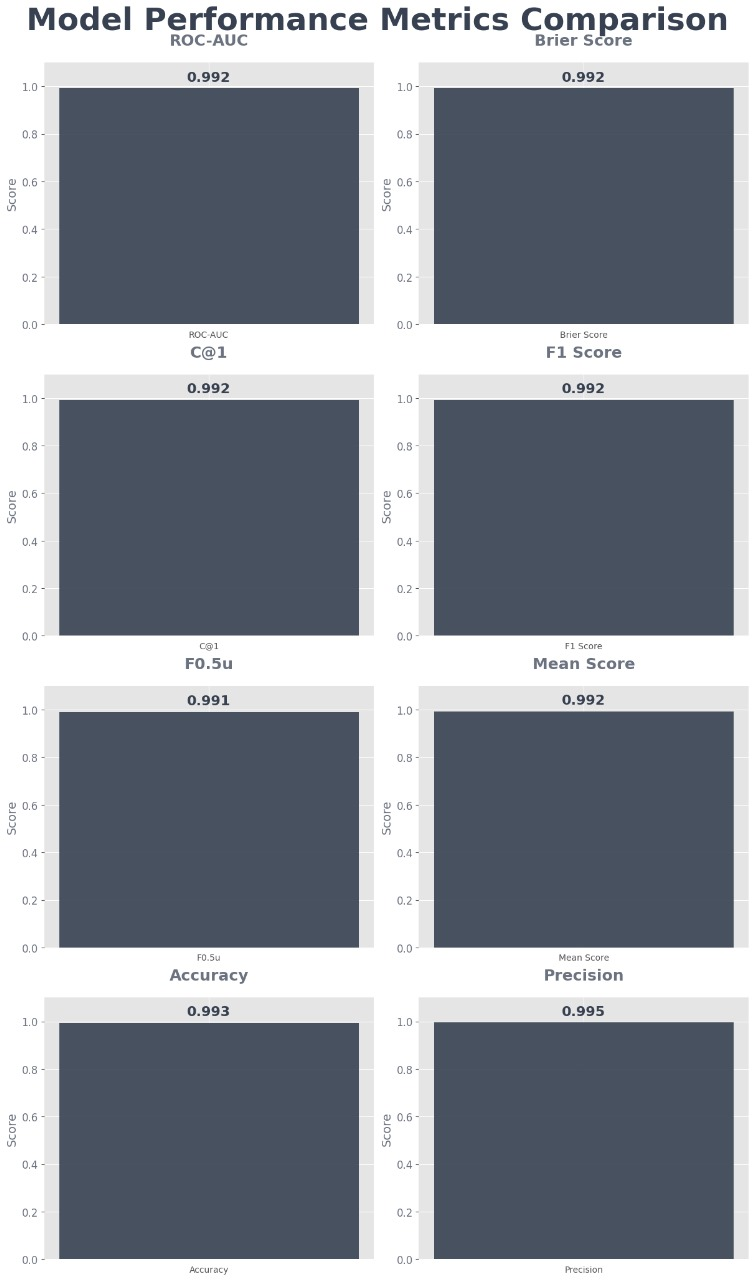 Model Performance Metrics Comparison
ROC-AUC
0.992
1.0
0.8
0.6
0.4
0.2
0.0
Score
ROC-AUC
Brier Score
0.992
1.0
0.8
0.6
0.4
0.2
0.0
Score
Brier Score
C@1
0.992
1.0
0.8
0.6
0.4
0.2
0.0
Score
C@1
F1 Score
0.992
1.0
0.8
0.6
0.4
0.2
0.0
Score
F1 Score
F0.5u
0.991
1.0
0.8
0.6
0.4
0.2
0.0
Score
F0.5u
Mean Score
0.992
1.0
0.8
0.6
0.4
0.2
0.0
Score
Mean Score
Accuracy
0.993
1.0
0.8
0.6
0.4
0.2
0.0
Score
Accuracy
Precision
0.995
1.0
0.8
0.6
0.4
0.2
0.0
Score
Precision